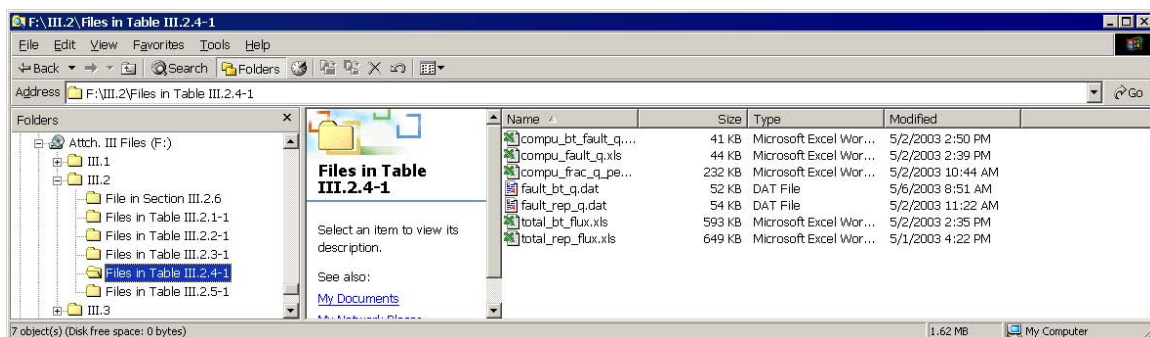 F:\III.2\Files in Table III.2.4-1
File Edit View Favorites Tools Help
Back Search Folders
Address F:\III.2\Files in Table III.2.4-1 Go
Folders
Attch. III Files (F:)
III.1
III.2
File in Section III.2.6
Files in Table III.2.1-1
Files in Table III.2.2-1
Files in Table III.2.3-1
Files in Table III.2.4-1
Files in Table III.2.5-1
III.3
Files in Table
III.2.4-1
Select an item to view its
description.
See also:
My Documents
Name Size Type Modified
compu_bt_fault_q.... 41 KB Microsoft Excel Wor... 5/2/2003 2:50 PM
compu_fault_q.xls 44 KB Microsoft Excel Wor... 5/2/2003 2:39 PM
compu_frac_q_pe... 232 KB Microsoft Excel Wor... 5/2/2003 10:44 AM
fault_bt_q.dat 52 KB DAT File 5/6/2003 8:51 AM
fault_rep_q.dat 54 KB DAT File 5/2/2003 11:22 AM
total_bt_flux.xls 593 KB Microsoft Excel Wor... 5/2/2003 2:35 PM
total_rep_flux.xls 649 KB Microsoft Excel Wor... 5/1/2003 4:22 PM
7 object(s) (Disk free space: 0 bytes) 1.62 MB My Computer